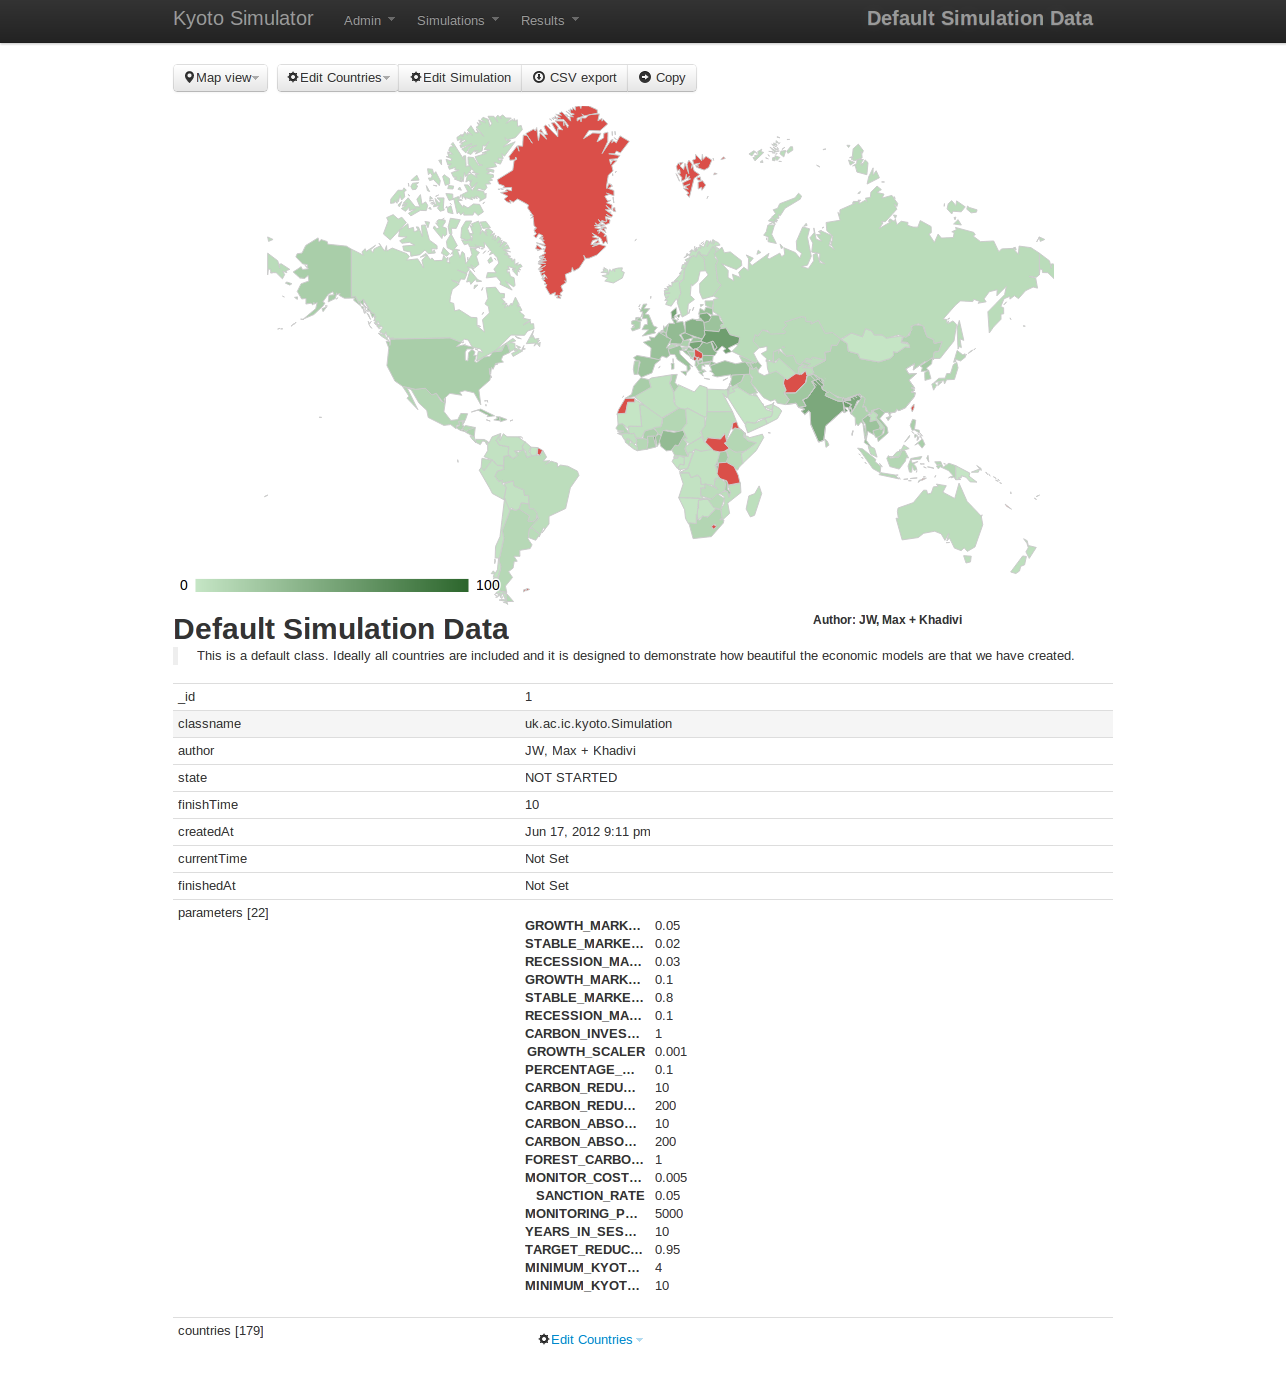 Kyoto Simulator Admin Simulations Results Default Simulation Data
Map view Edit Countries Edit Simulation CSV export Copy
0 100
Author: JW, Max + Khadivi
Default Simulation Data
This is a default class. Ideally all countries are included and it is designed to demonstrate how beautiful the economic models are that we have created.
_id 1
classname uk.ac.ic.kyoto.Simulation
author JW, Max + Khadivi
state NOT STARTED
finishTime 10
createdAt Jun 17, 2012 9:11 pm
currentTime Not Set
finishedAt Not Set
parameters [22]
GROWTH_MARK... 0.05
STABLE_MARKE... 0.02
RECESSION_MA... 0.03
GROWTH_MARK... 0.1
STABLE_MARKE... 0.8
RECESSION_MA... 0.1
CARBON_INVES... 1
GROWTH_SCALER 0.001
PERCENTAGE_... 0.1
CARBON_REDU... 10
CARBON_REDU... 200
CARBON_ABSO... 10
CARBON_ABSO... 200
FOREST_CARBO... 1
MONITOR_COST... 0.005
SANCTION_RATE 0.05
MONITORING_P... 5000
YEARS_IN_SES... 10
TARGET_REDUC... 0.95
MINIMUM_KYOT... 4
MINIMUM_KYOT... 10
countries [179] Edit Countries